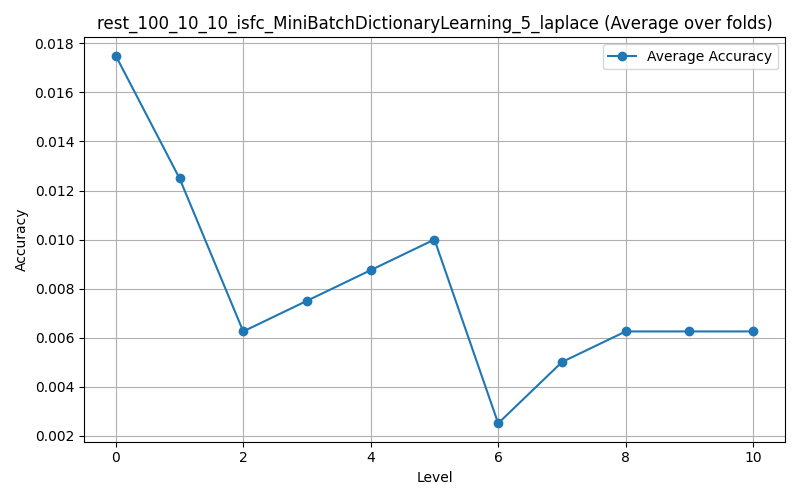 rest_100_10_10_isfc_MiniBatchDictionaryLearning_5_laplace (Average over folds)
Average Accuracy
0.018
0.016
0.014
0.012
0.010
0.008
0.006
0.004
0.002
Accuracy
0 2 4 6 8 10
Level